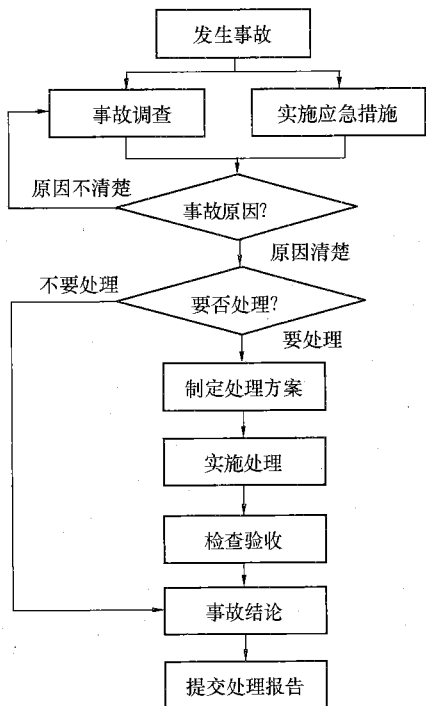 发生事故
事故调查
实施应急措施
原因不清楚
事故原因?
原因清楚
不要处理
要否处理?
要处理
制定处理方案
实施处理
检查验收
事故结论
提交处理报告